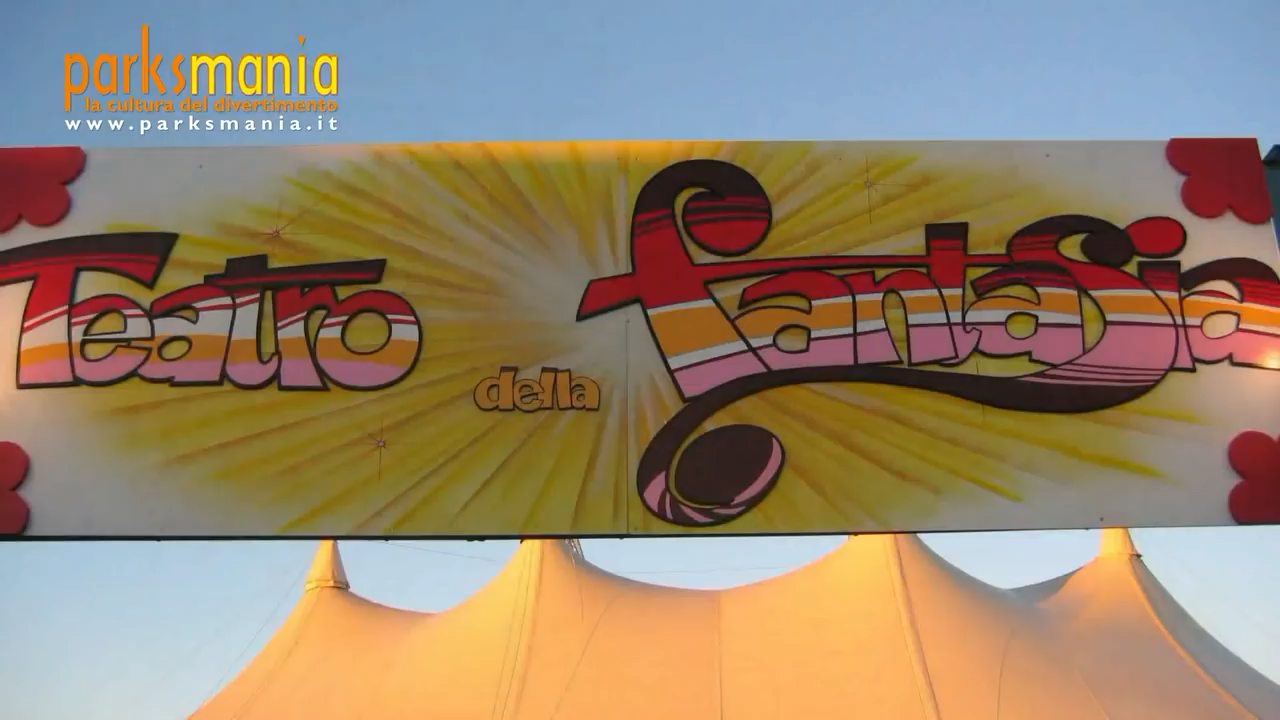 parksmania
la cultura del divertimento
www.parksmania.it
Teatro della fantasia